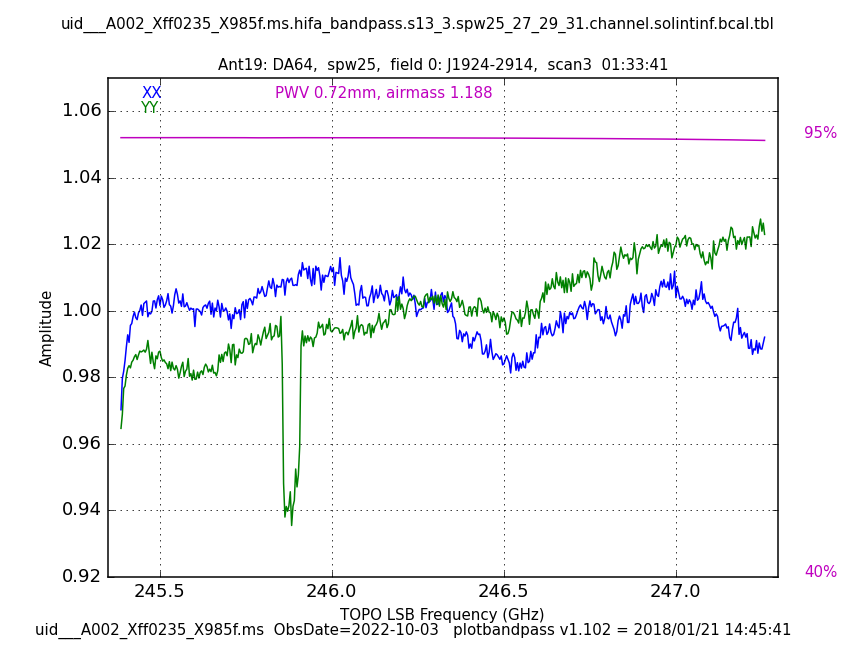 uid___A002_Xff0235_X985f.ms.hifa_bandpass.s13_3.spw25_27_29_31.channel.solintinf.bcal.tbl
Ant19: DA64,  spw25,  field 0: J1924-2914,  scan3  01:33:41
XX
PWV 0.72mm, airmass 1.188
YY
1.06
95%
1.04
1.02
1.00
Amplitude
0.98
0.96
0.94
0.92
40%
245.5 246.0 246.5 247.0
TOPO LSB Frequency (GHz)
uid___A002_Xff0235_X985f.ms  ObsDate=2022-10-03   plotbandpass v1.102 = 2018/01/21 14:45:41